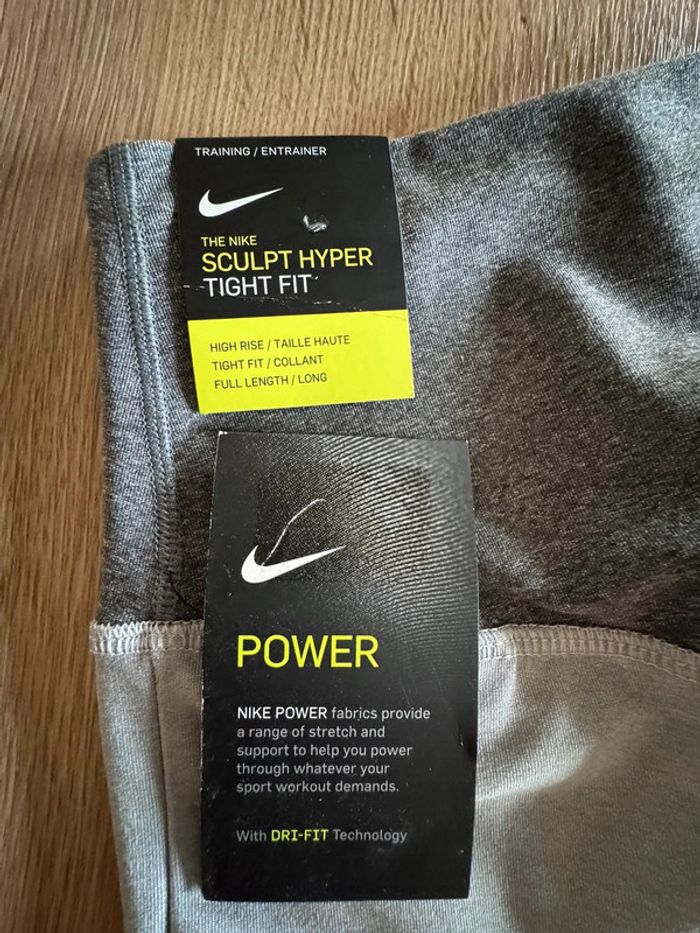 TRAINING / ENTRAINER
THE NIKE
SCULPT HYPER
TIGHT FIT
HIGH RISE / TAILLE HAUTE
TIGHT FIT / COLLANT
FULL LENGTH / LONG
POWER
NIKE POWER fabrics provide
a range of stretch and
support to help you power
through whatever your
sport workout demands.
With DRI-FIT Technology